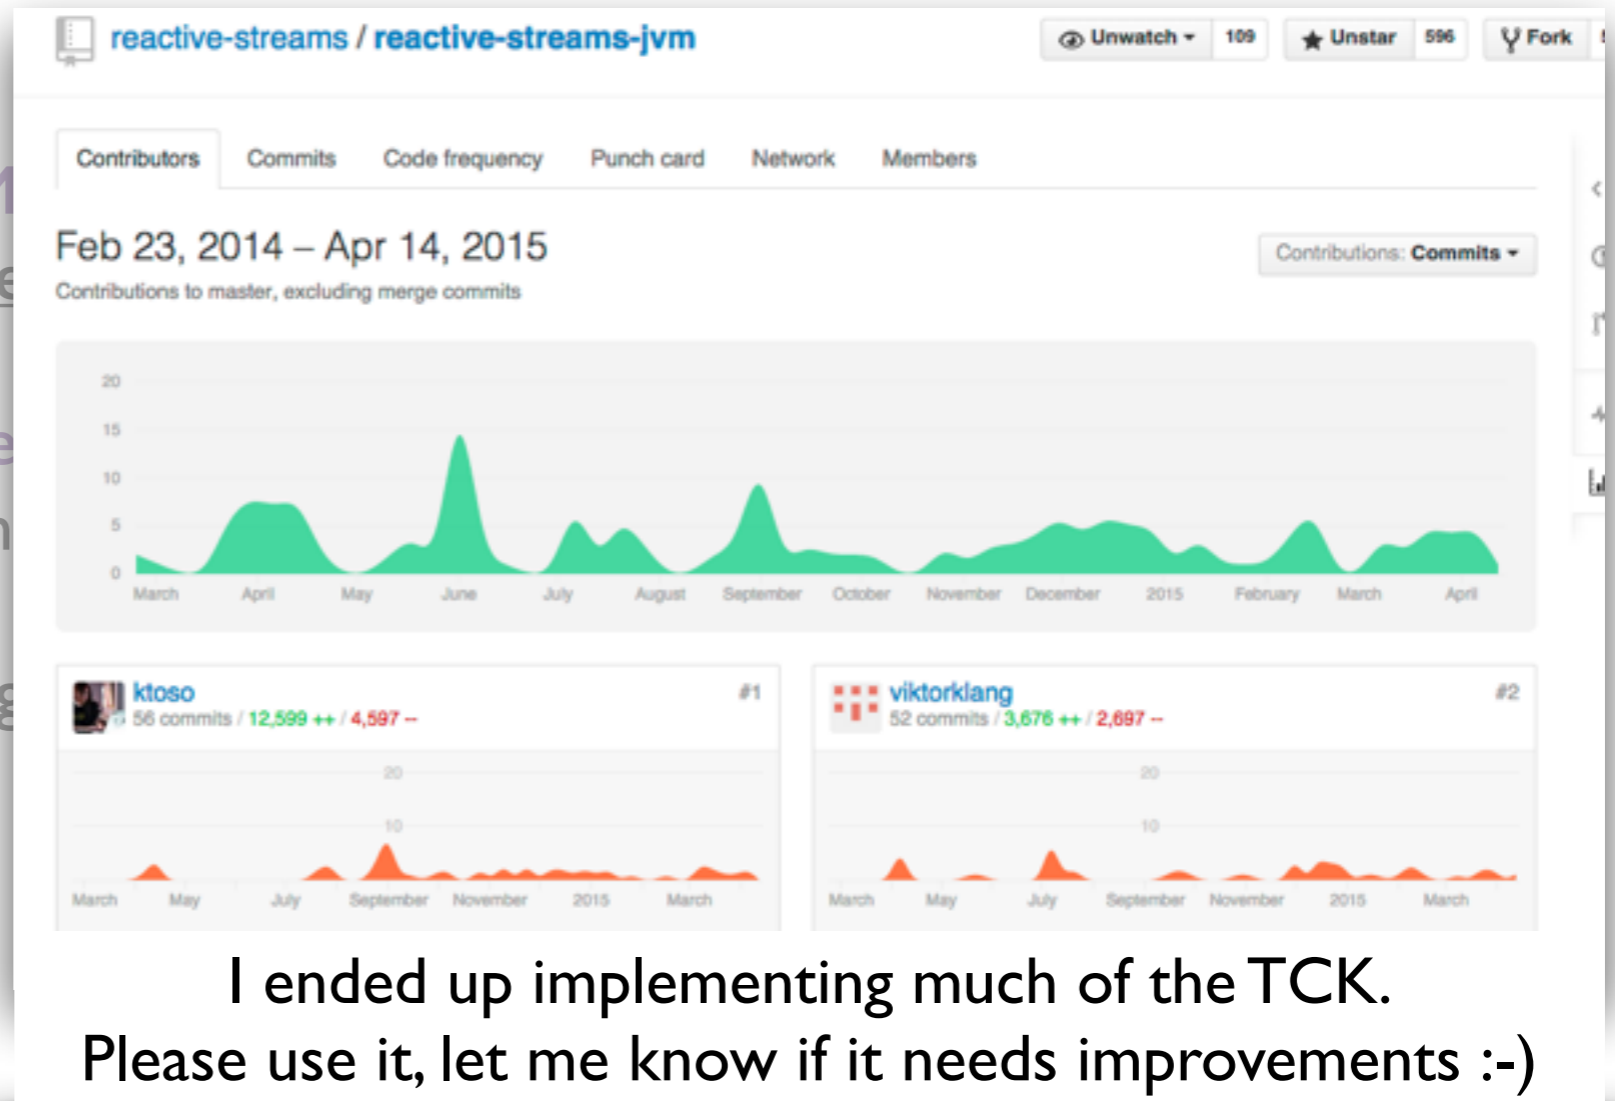 reactive-streams / reactive-streams-jvm
Unwatch 109 Unstar 596 Fork
Contributors Commits Code frequency Punch card Network Members
Feb 23, 2014 – Apr 14, 2015
Contributions: Commits
Contributions to master, excluding merge commits
20
15
10
5
0
March April May June July August September October November December 2015 February March April
ktoso #1
56 commits / 12,599 ++ / 4,597 --
20
10
March May July September November 2015 March
viktorklang #2
52 commits / 3,676 ++ / 2,697 --
20
10
March May July September November 2015 March
I ended up implementing much of the TCK.
Please use it, let me know if it needs improvements :-)